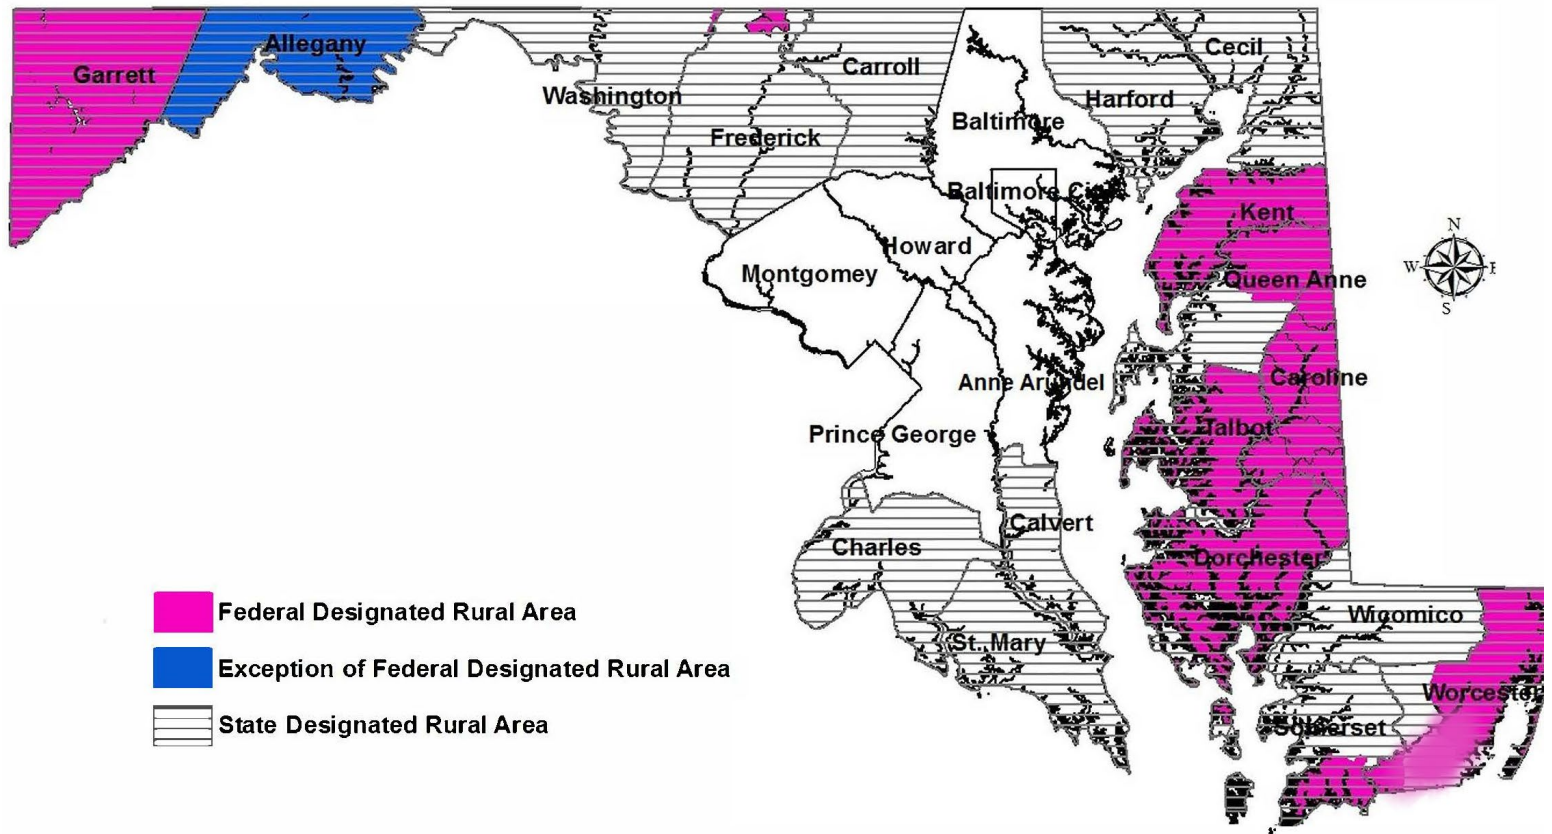 Garrett
Allegany
Washington
Frederick
Carroll
Baltimore
Harford
Cecil
Baltimore City
Howard
Montgomey
Kent
Queen Anne
Anne Arundel
Caroline
Talbot
Prince George
Calvert
Charles
Dorchester
St. Mary
Wicomico
Worcester
Somerset
N
W
S
Federal Designated Rural Area
Exception of Federal Designated Rural Area
State Designated Rural Area